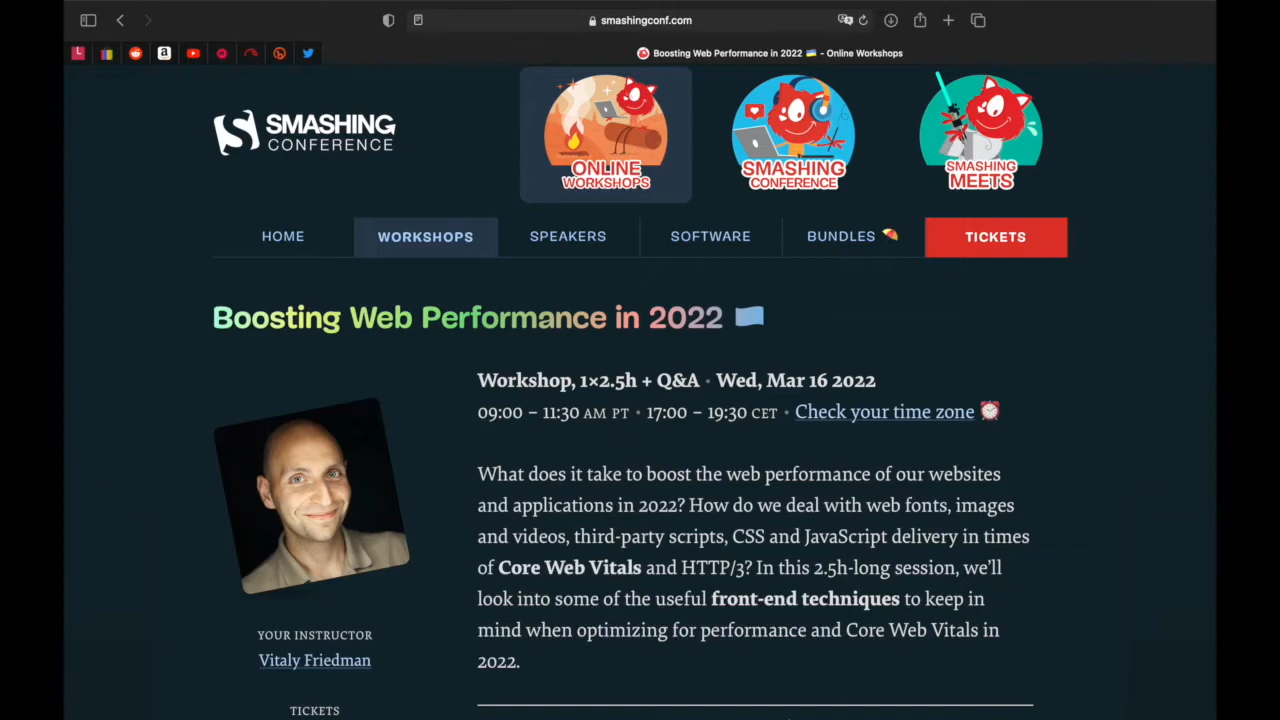 smashingconf.com
Boosting Web Performance in 2022 🇺🇦 - Online Workshops
SMASHING
CONFERENCE
ONLINE
WORKSHOPS
SMASHING
CONFERENCE
SMASHING
MEETS
HOME
WORKSHOPS
SPEAKERS
SOFTWARE
BUNDLES
TICKETS
Boosting Web Performance in 2022
Workshop, 1×2.5h + Q&A • Wed, Mar 16 2022
09:00 – 11:30 AM PT • 17:00 – 19:30 CET • Check your time zone ⏰
What does it take to boost the web performance of our websites
and applications in 2022? How do we deal with web fonts, images
and videos, third-party scripts, CSS and JavaScript delivery in times
of Core Web Vitals and HTTP/3? In this 2.5h-long session, we'll
look into some of the useful front-end techniques to keep in
mind when optimizing for performance and Core Web Vitals in
2022.
YOUR INSTRUCTOR
Vitaly Friedman
TICKETS